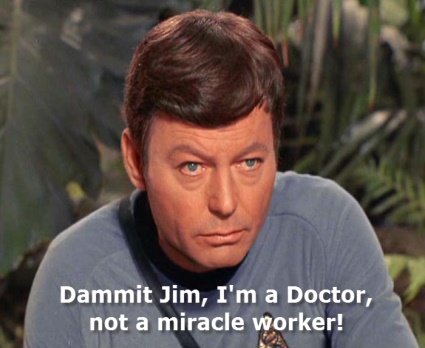 Dammit Jim, I'm a Doctor,
not a miracle worker!